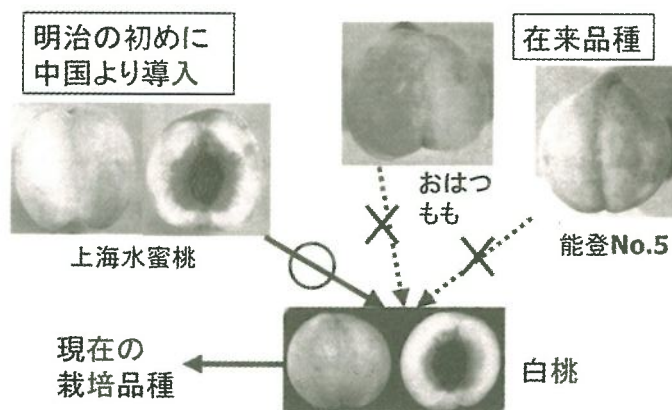 明治の初めに
中国より導入
在来品種
おはつ
もも
上海水蜜桃
能登No.5
現在の
栽培品種
白桃